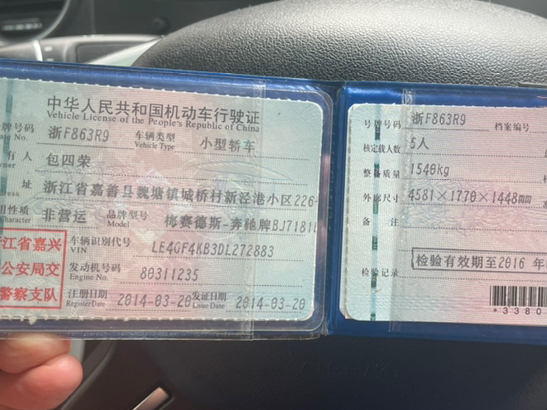 中华人民共和国机动车行驶证
Vehicle License of the People's Republic of China
号牌号码 浙F863R9 车辆类型 小型轿车
Vehicle Type
有人 包四荣
址 浙江省嘉善县魏塘镇城桥村新泾港小区226
用性质 非营运 品牌型号 梅赛德斯-奔驰牌BJ7181
Character Model
浙江省嘉兴 车辆识别代号 LE4GF4KB3DL272883
VIN
公安局交 发动机号码 80311235
Engine No.
警察支队 注册日期 2014-03-20 发证日期 2014-03-20
Register Date Issue Date
号牌号码 浙F863R9 档案编号
核定载人数 5人
整备质量 1540kg
外廓尺寸 4581×1770×1448mm
备注
检验记录 检验有效期至2016年
*3380